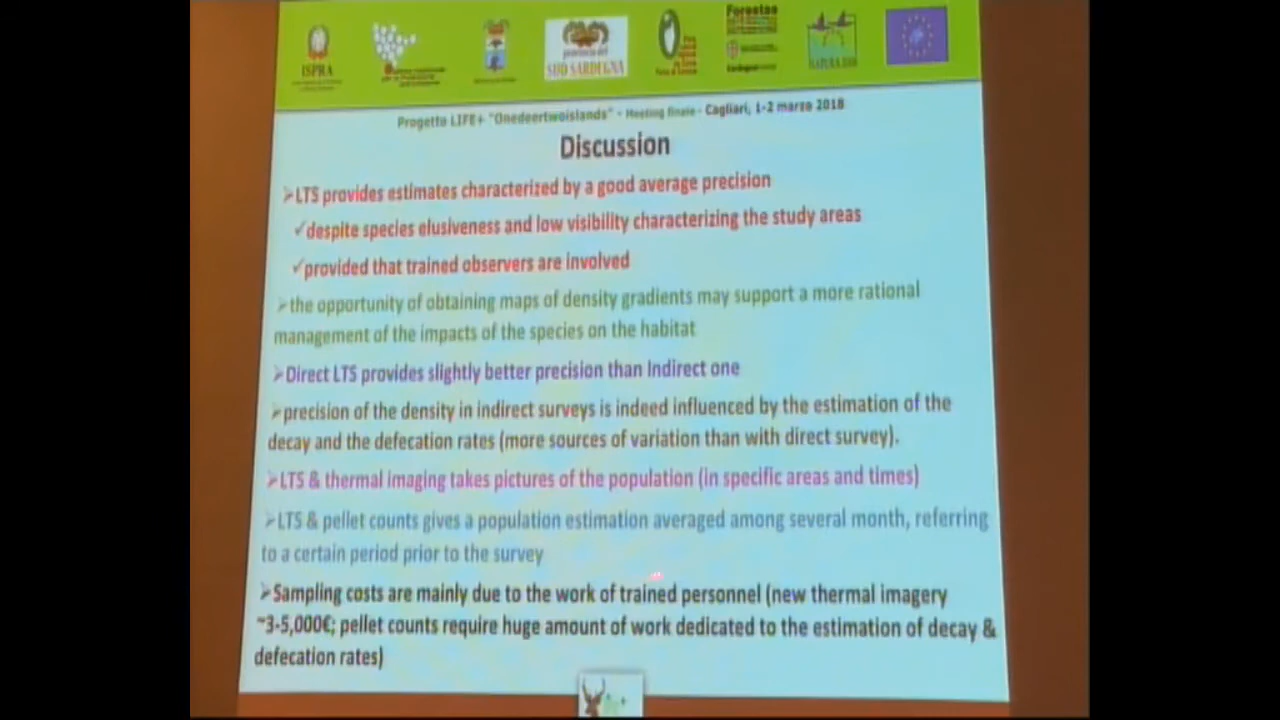 ISPRA
provincia del
SUD SARDEGNA
Forestas
NATURA 2000
Progetto LIFE+ "Onedeertwoislands" - Meeting finale - Cagliari, 1-2 marzo 2018
Discussion
➢LTS provides estimates characterized by a good average precision
✓despite species elusiveness and low visibility characterizing the study areas
✓provided that trained observers are involved
➢the opportunity of obtaining maps of density gradients may support a more rational
management of the impacts of the species on the habitat
➢Direct LTS provides slightly better precision than Indirect one
➢precision of the density in indirect surveys is indeed influenced by the estimation of the
decay and the defecation rates (more sources of variation than with direct survey).
➢LTS & thermal imaging takes pictures of the population (in specific areas and times)
➢LTS & pellet counts gives a population estimation averaged among several month, referring
to a certain period prior to the survey
➢Sampling costs are mainly due to the work of trained personnel (new thermal imagery
~3-5,000€; pellet counts require huge amount of work dedicated to the estimation of decay &
defecation rates)